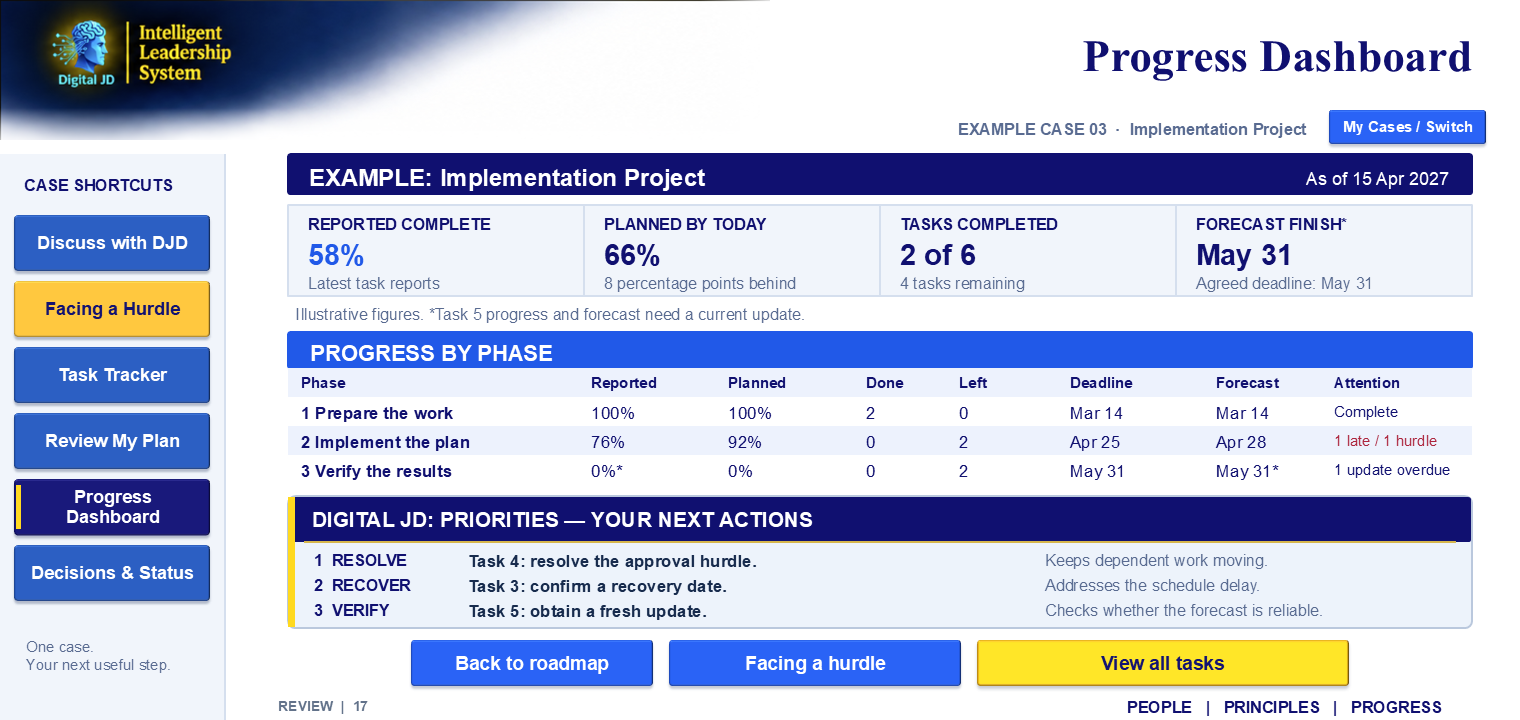 Intelligent
Leadership
System
Digital JD
Progress Dashboard
EXAMPLE CASE 03 · Implementation Project
My Cases / Switch
CASE SHORTCUTS
Discuss with DJD
Facing a Hurdle
Task Tracker
Review My Plan
Progress
Dashboard
Decisions & Status
One case.
Your next useful step.
EXAMPLE: Implementation Project As of 15 Apr 2027
REPORTED COMPLETE PLANNED BY TODAY TASKS COMPLETED FORECAST FINISH*
58% 66% 2 of 6 May 31
Latest task reports 8 percentage points behind 4 tasks remaining Agreed deadline: May 31
Illustrative figures. *Task 5 progress and forecast need a current update.
PROGRESS BY PHASE
Phase Reported Planned Done Left Deadline Forecast Attention
1 Prepare the work 100% 100% 2 0 Mar 14 Mar 14 Complete
2 Implement the plan 76% 92% 0 2 Apr 25 Apr 28 1 late / 1 hurdle
3 Verify the results 0%* 0% 0 2 May 31 May 31* 1 update overdue
DIGITAL JD: PRIORITIES — YOUR NEXT ACTIONS
1 RESOLVE Task 4: resolve the approval hurdle. Keeps dependent work moving.
2 RECOVER Task 3: confirm a recovery date. Addresses the schedule delay.
3 VERIFY Task 5: obtain a fresh update. Checks whether the forecast is reliable.
Back to roadmap Facing a hurdle View all tasks
REVIEW | 17 PEOPLE | PRINCIPLES | PROGRESS